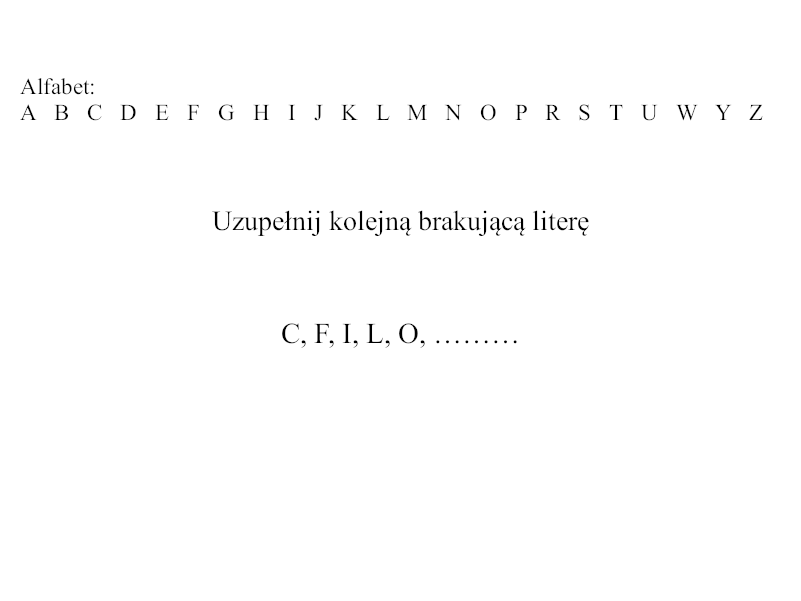 Alfabet:
A B C D E F G H I J K L M N O P R S T U W Y Z
Uzupełnij kolejną brakującą literę
C, F, I, L, O, ………